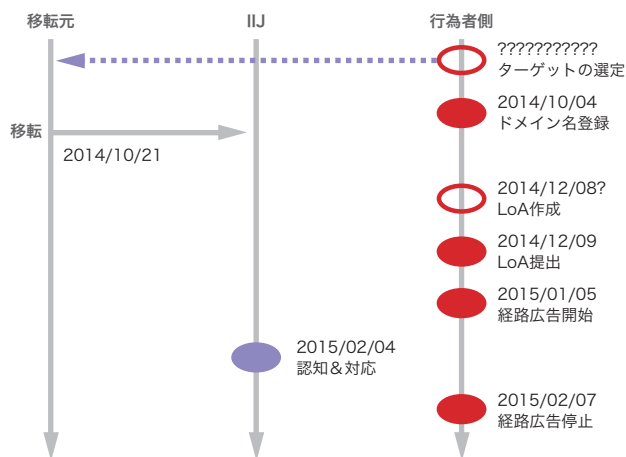 移転元
IIJ
行為者側
???????????
ターゲットの選定
2014/10/04
ドメイン名登録
移転
2014/10/21
2014/12/08?
LoA作成
2014/12/09
LoA提出
2015/01/05
経路広告開始
2015/02/04
認知＆対応
2015/02/07
経路広告停止